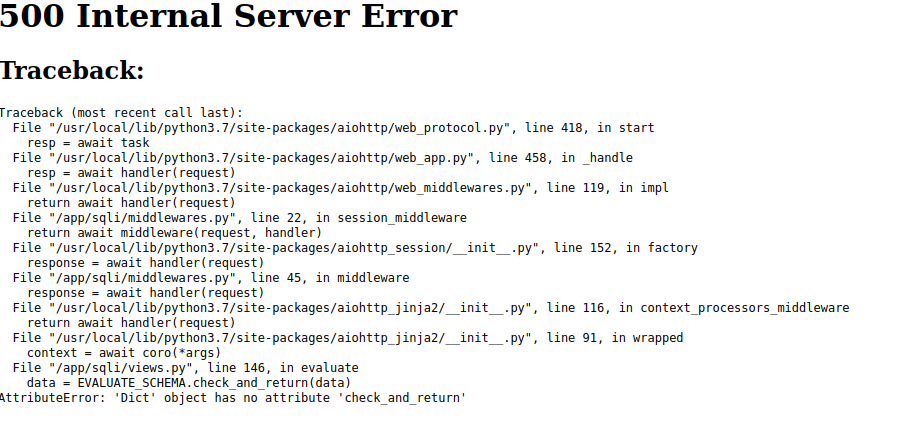 500 Internal Server Error
Traceback:
Traceback (most recent call last):
  File "/usr/local/lib/python3.7/site-packages/aiohttp/web_protocol.py", line 418, in start
    resp = await task
  File "/usr/local/lib/python3.7/site-packages/aiohttp/web_app.py", line 458, in _handle
    resp = await handler(request)
  File "/usr/local/lib/python3.7/site-packages/aiohttp/web_middlewares.py", line 119, in impl
    return await handler(request)
  File "/app/sqli/middlewares.py", line 22, in session_middleware
    return await middleware(request, handler)
  File "/usr/local/lib/python3.7/site-packages/aiohttp_session/__init__.py", line 152, in factory
    response = await handler(request)
  File "/app/sqli/middlewares.py", line 45, in middleware
    response = await handler(request)
  File "/usr/local/lib/python3.7/site-packages/aiohttp_jinja2/__init__.py", line 116, in context_processors_middleware
    return await handler(request)
  File "/usr/local/lib/python3.7/site-packages/aiohttp_jinja2/__init__.py", line 91, in wrapped
    context = await coro(*args)
  File "/app/sqli/views.py", line 146, in evaluate
    data = EVALUATE_SCHEMA.check_and_return(data)
AttributeError: 'Dict' object has no attribute 'check_and_return'